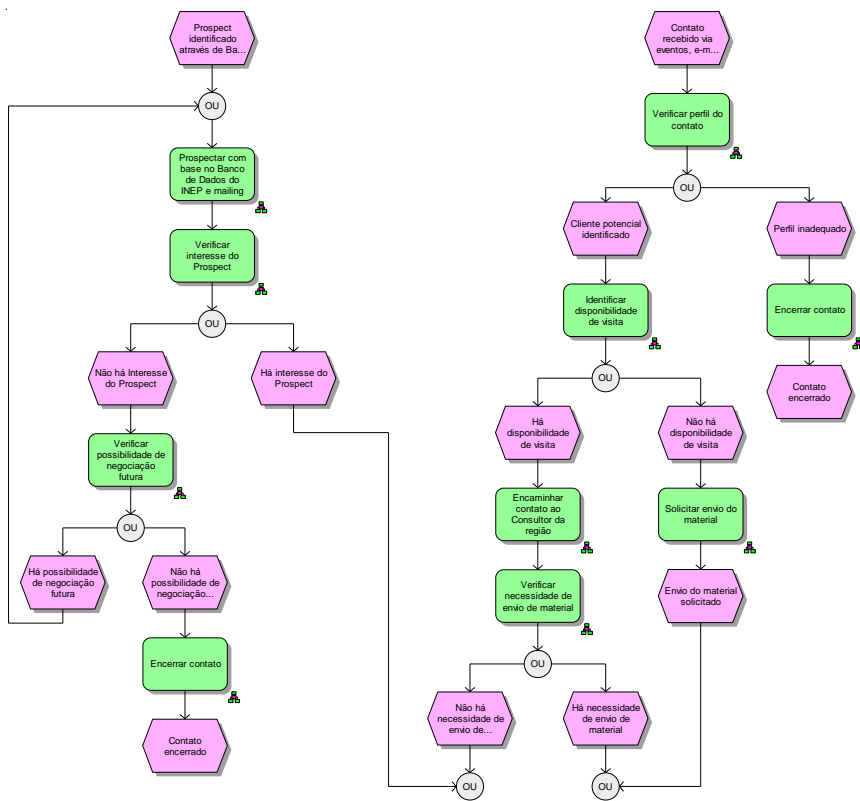 .
Prospect
identificado
através de Ba...
Contato
recebido via
eventos, e-m...
OU
Verificar perfil do
contato
Prospectar com
base no Banco
de Dados do
INEP e mailing
OU
Cliente potencial
identificado
Perfil inadequado
Verificar
interesse do
Prospect
Identificar
disponibilidade
de visita
Encerrar contato
OU
Não há Interesse
do Prospect
Há interesse do
Prospect
OU
Contato
encerrado
Há
disponibilidade
de visita
Não há
disponibilidade
de visita
Verificar
possibilidade de
negociação
futura
Encaminhar
contato ao
Consultor da
região
Solicitar envio do
material
OU
Há possibilidade
de negociação
futura
Não há
possibilidade de
negociação...
Verificar
necessidade de
envio de material
Envio do material
solicitado
Encerrar contato
OU
Não há
necessidade de
envio de...
Há necessidade
de envio de
material
Contato
encerrado
OU
OU